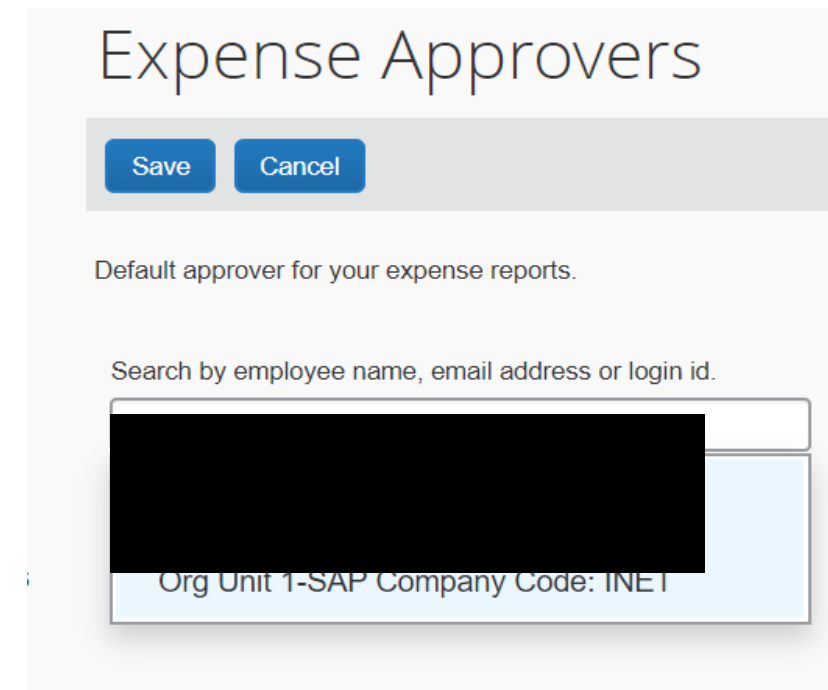 Expense Approvers
Save Cancel
Default approver for your expense reports.
Search by employee name, email address or login id.
Org Unit 1-SAP Company Code: INET